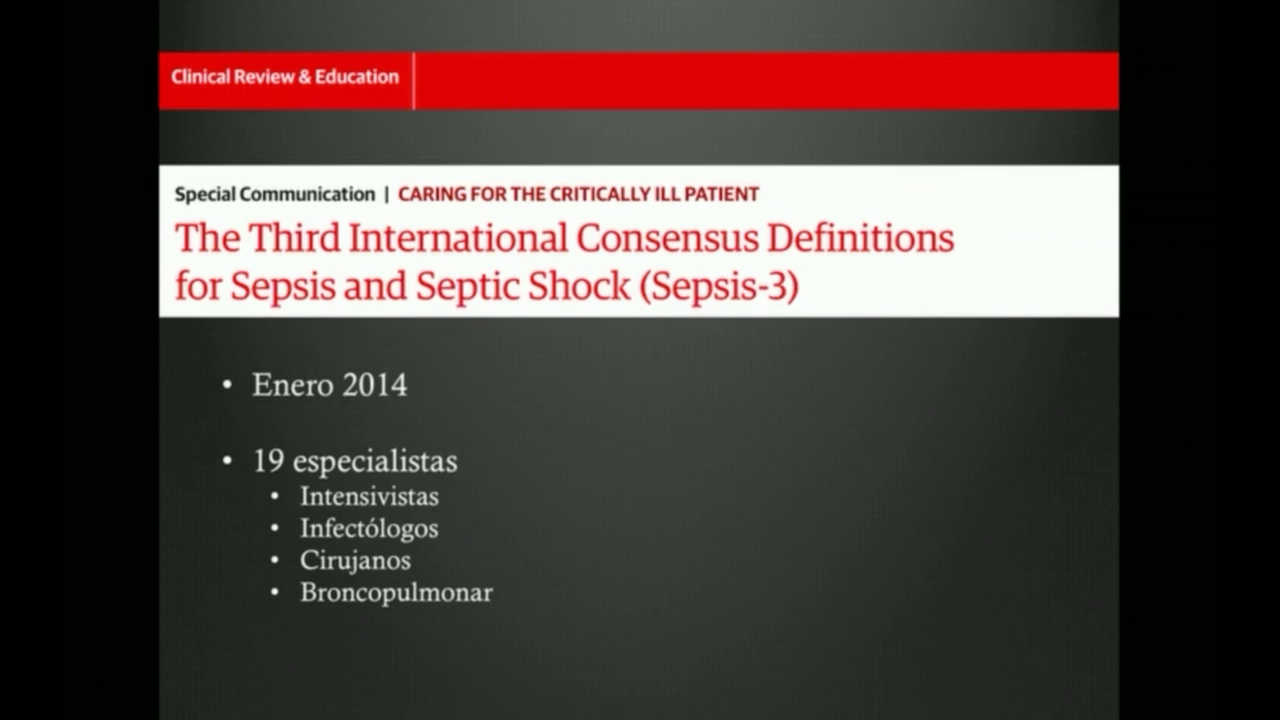 Clinical Review & Education
Special Communication | CARING FOR THE CRITICALLY ILL PATIENT
The Third International Consensus Definitions
for Sepsis and Septic Shock (Sepsis-3)
• Enero 2014
• 19 especialistas
• Intensivistas
• Infectólogos
• Cirujanos
• Broncopulmonar